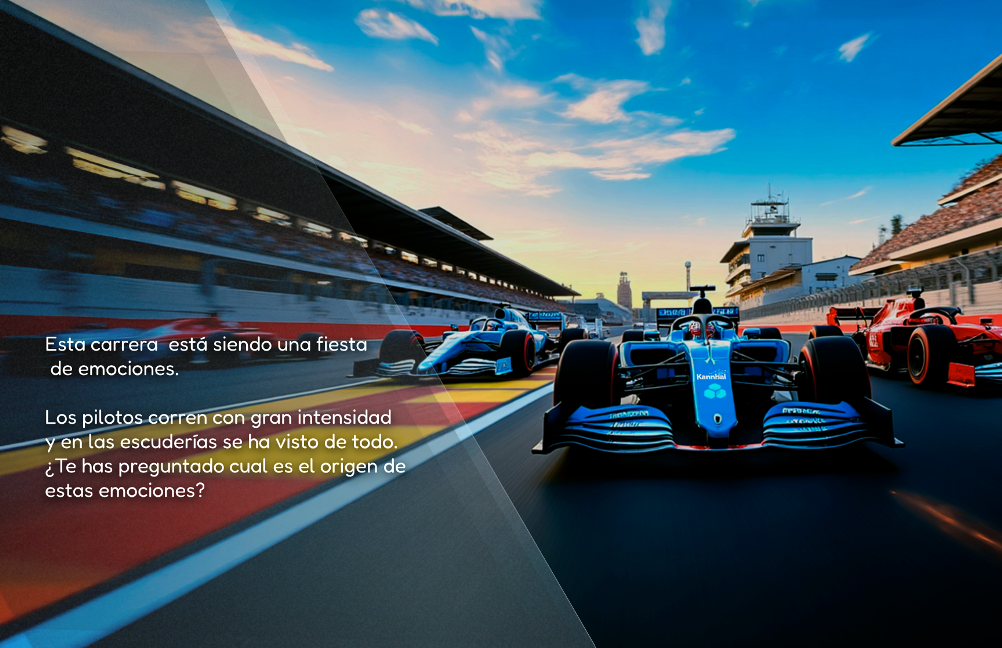 Esta carrera está siendo una fiesta
de emociones.
Los pilotos corren con gran intensidad
y en las escuderías se ha visto de todo.
¿Te has preguntado cual es el origen de
estas emociones?
Kannbal